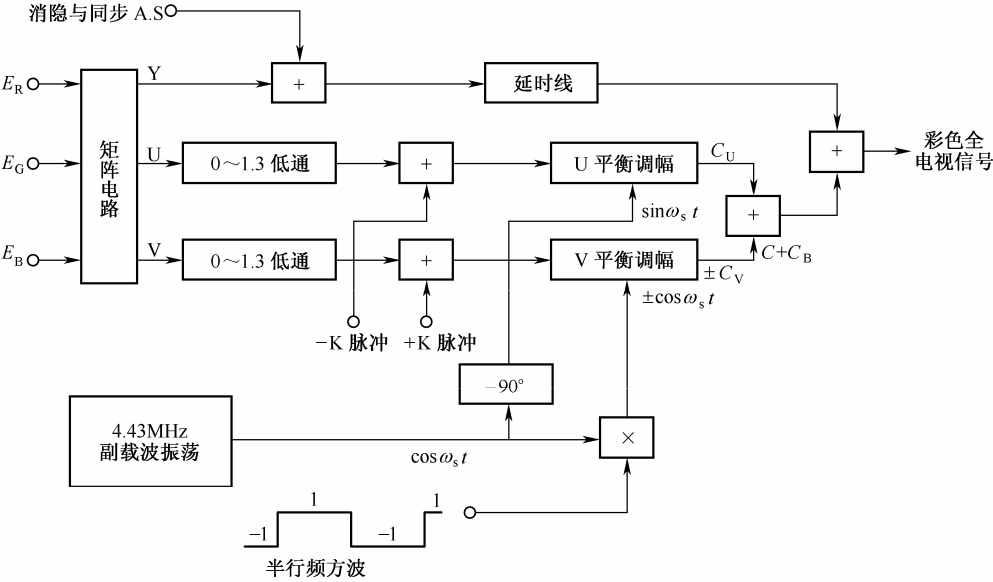 消隐与同步 A.S
+
E_R
Y
延时线
矩阵电路
E_G
U
0～1.3 低通
+
U 平衡调幅
C_U
+
彩色全
电视信号
sinω_s t
+
E_B
V
0～1.3 低通
+
V 平衡调幅
±C_V
C+C_B
±cosω_s t
−K 脉冲
+K 脉冲
−90°
4.43MHz
副载波振荡
cosω_s t
×
−1
1
−1
1
半行频方波